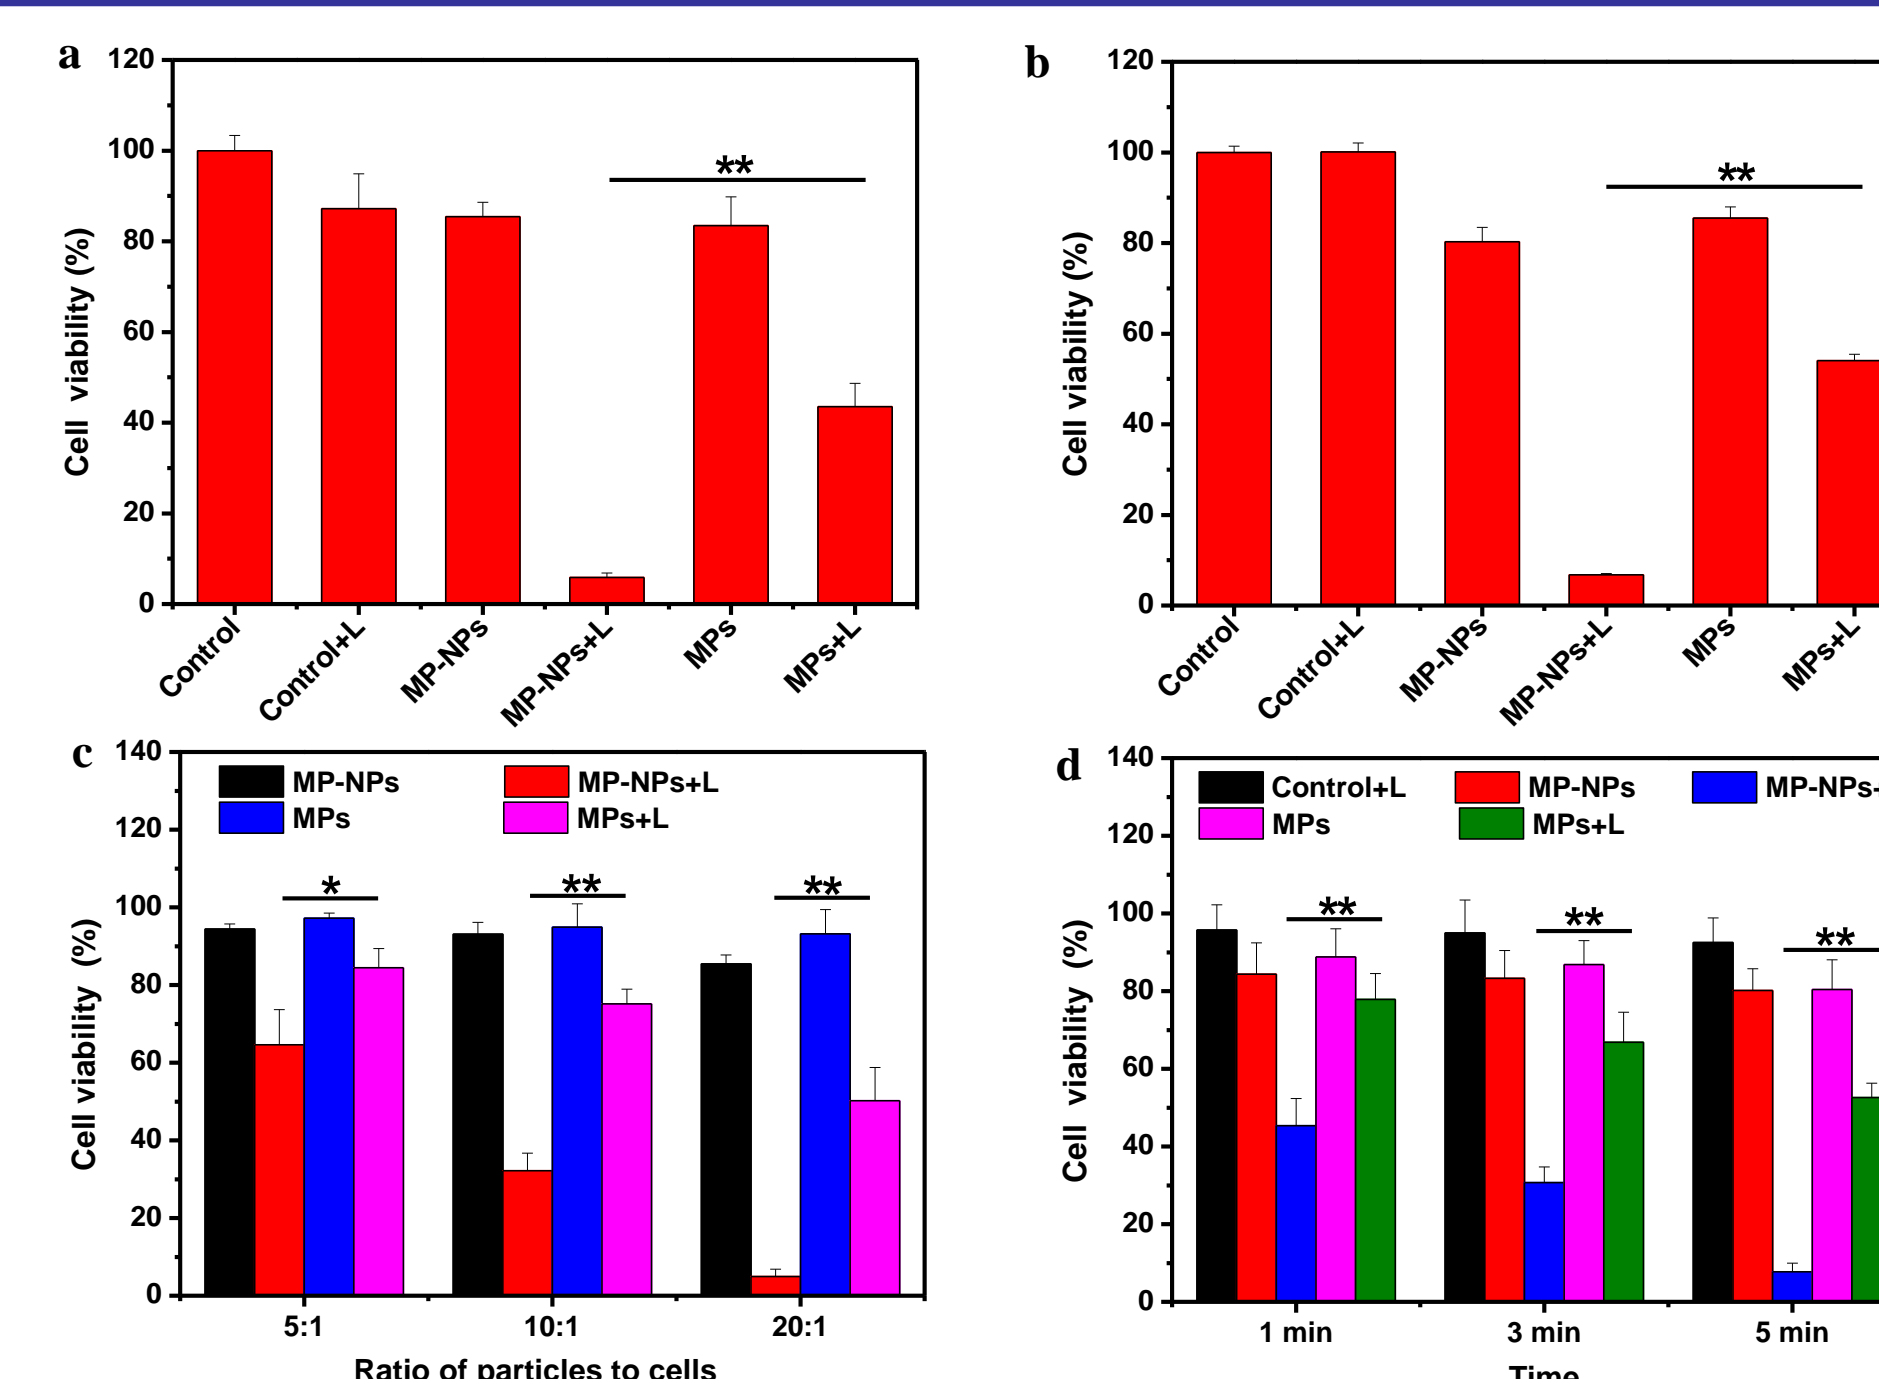 a
120
100
80
60
40
20
0
Cell viability (%)
**
Control
Control+L
MP-NPs
MP-NPs+L
MPs
MPs+L
b
120
100
80
60
40
20
0
Cell viability (%)
**
Control
Control+L
MP-NPs
MP-NPs+L
MPs
MPs+L
c
140
120
100
80
60
40
20
0
Cell viability (%)
MP-NPs MP-NPs+L
MPs MPs+L
* ** **
5:1 10:1 20:1
Ratio of particles to cells
d
140
120
100
80
60
40
20
0
Cell viability (%)
Control+L MP-NPs MP-NPs
MPs MPs+L
** ** **
1 min 3 min 5 min
Time